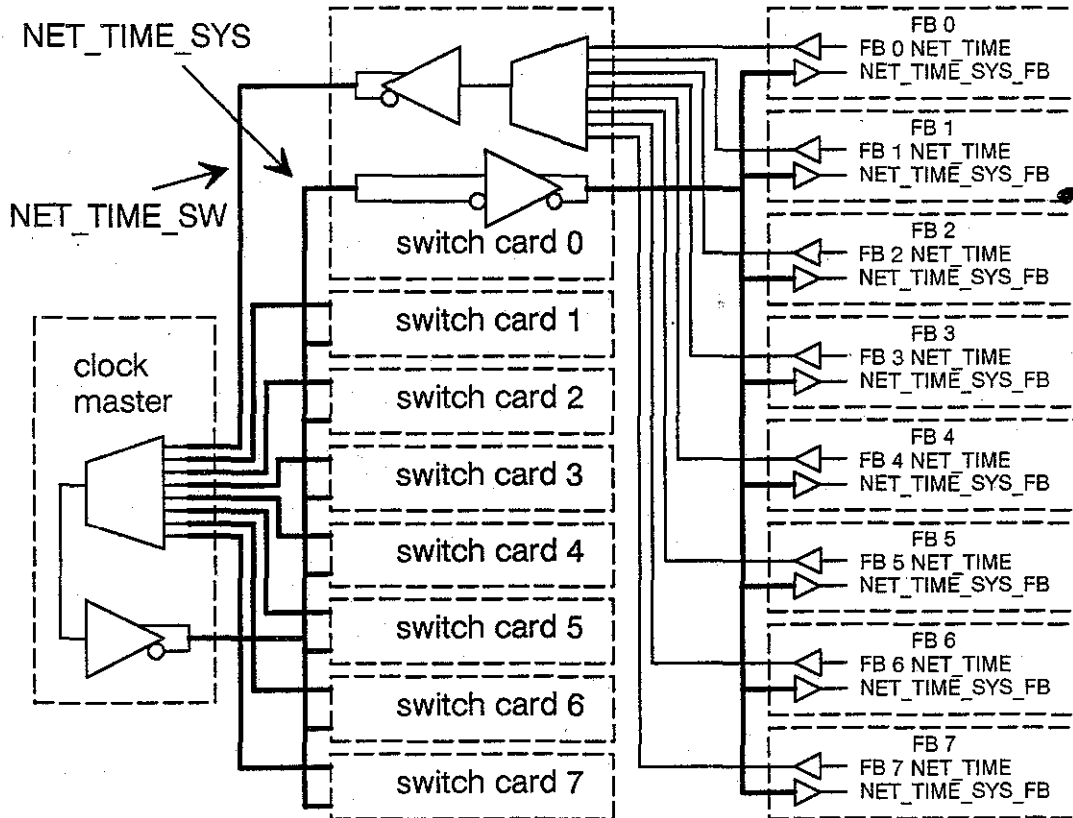 NET_TIME_SYS
NET_TIME_SW
clock
master
switch card 0
switch card 1
switch card 2
switch card 3
switch card 4
switch card 5
switch card 6
switch card 7
FB 0
FB 0 NET_TIME
NET_TIME_SYS_FB
FB 1
FB 1 NET_TIME
NET_TIME_SYS_FB
FB 2
FB 2 NET_TIME
NET_TIME_SYS_FB
FB 3
FB 3 NET_TIME
NET_TIME_SYS_FB
FB 4
FB 4 NET_TIME
NET_TIME_SYS_FB
FB 5
FB 5 NET_TIME
NET_TIME_SYS_FB
FB 6
FB 6 NET_TIME
NET_TIME_SYS_FB
FB 7
FB 7 NET_TIME
NET_TIME_SYS_FB